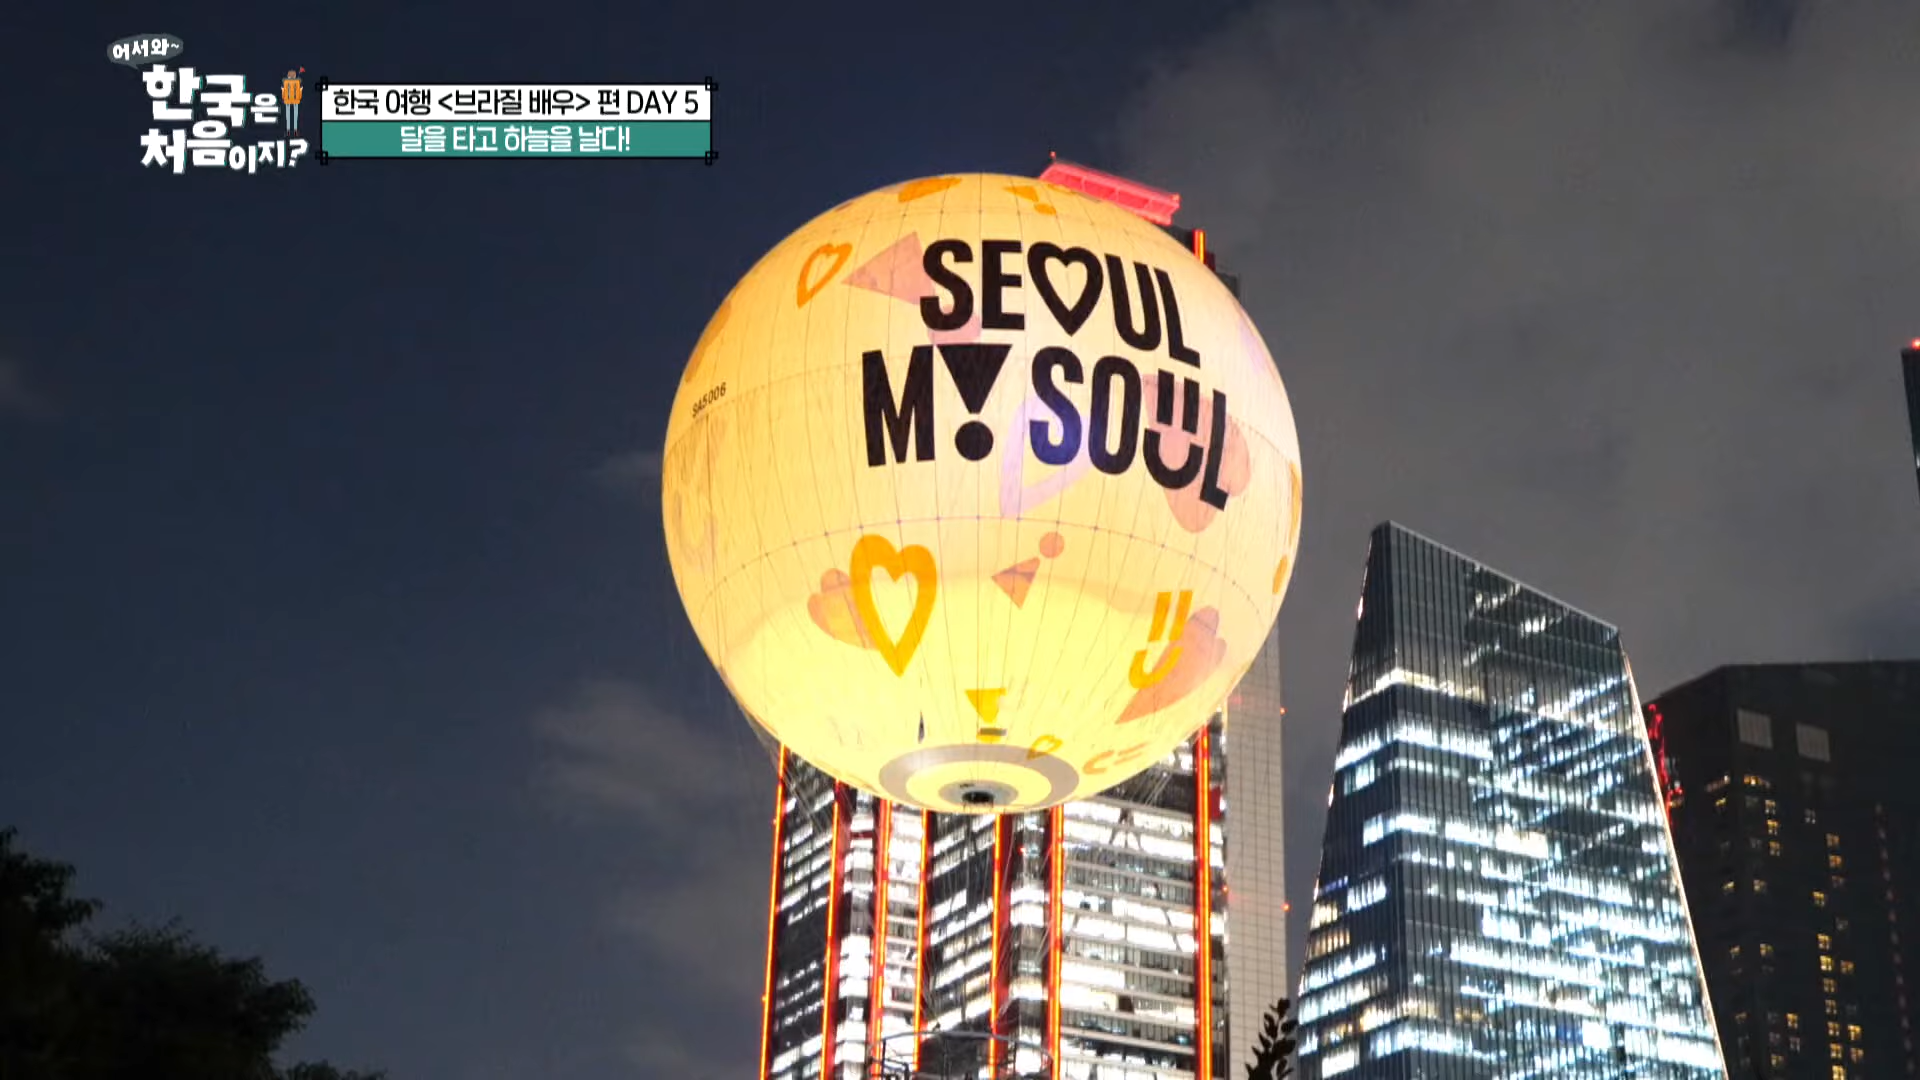 어서와~
한국은
처음이지?
한국 여행 <브라질 배우> 편 DAY 5
달을 타고 하늘을 날다!
SEOUL
MY SOUL
SA5006